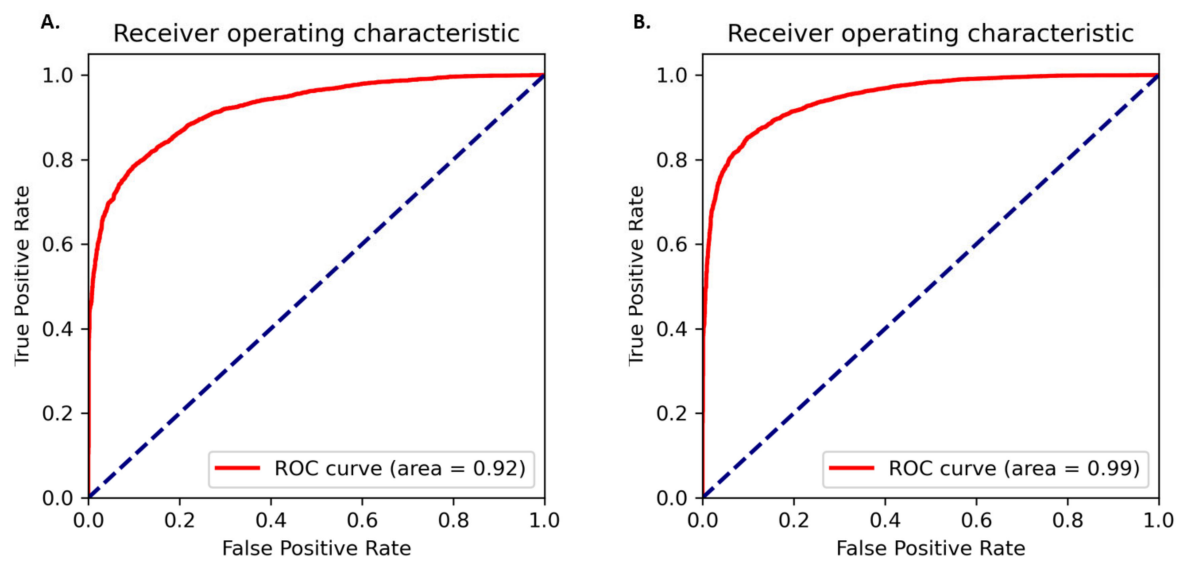 A.
Receiver operating characteristic
1.0
0.8
0.6
0.4
0.2
0.0
True Positive Rate
0.0 0.2 0.4 0.6 0.8 1.0
False Positive Rate
ROC curve (area = 0.92)
B.
Receiver operating characteristic
1.0
0.8
0.6
0.4
0.2
0.0
True Positive Rate
0.0 0.2 0.4 0.6 0.8 1.0
False Positive Rate
ROC curve (area = 0.99)